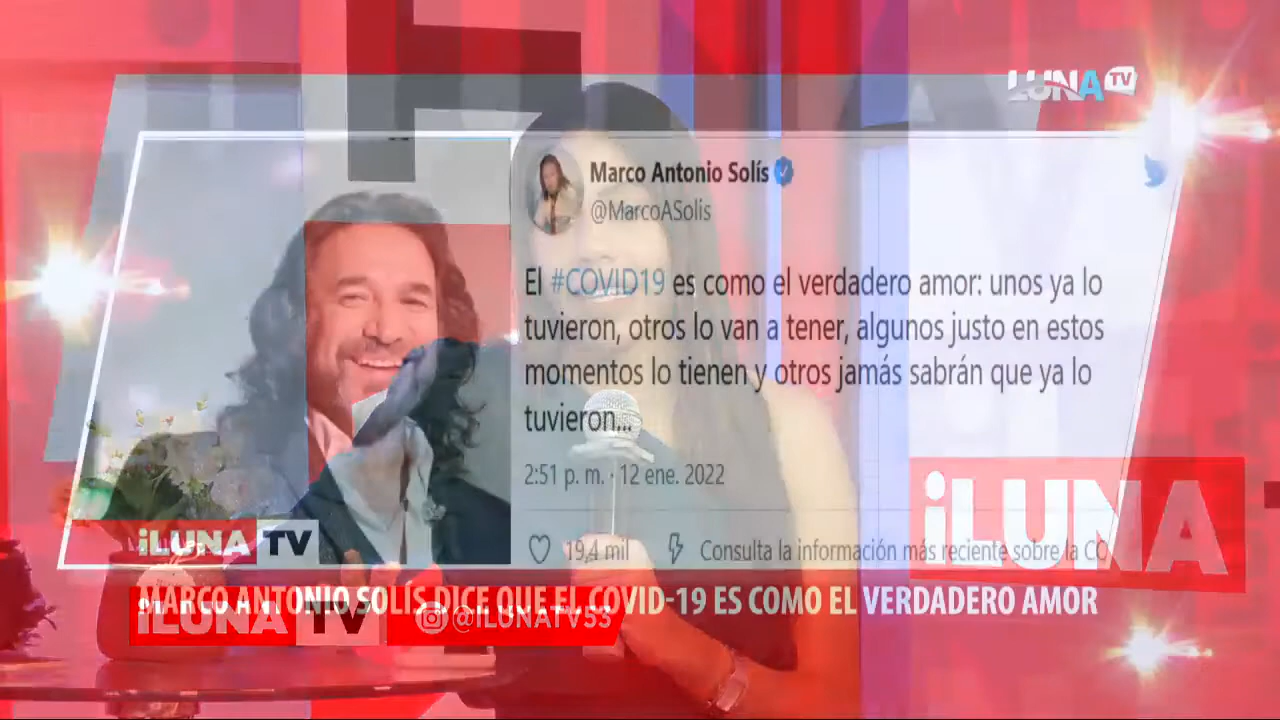 LUNA TV
Marco Antonio Solís
@MarcoASolis
El #COVID19 es como el verdadero amor: unos ya lo
tuvieron, otros lo van a tener, algunos justo en estos
momentos lo tienen y otros jamás sabrán que ya lo
tuvieron...
2:51 p. m. · 12 ene. 2022
19,4 mil
Consulta la información más reciente sobre la CO
iLUNA
iLUNA TV
MARCO ANTONIO SOLÍS DICE QUE EL COVID-19 ES COMO EL VERDADERO AMOR
iLUNA TV
@ILUNATV53